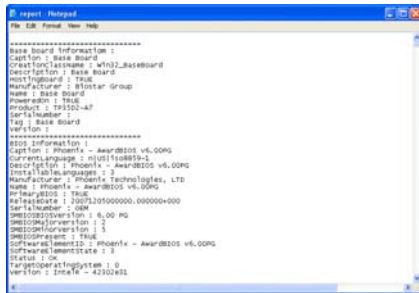 report - Notepad
File Edit Format View Help
==============================
Base board information :
Caption : Base Board
CreationClassName : Win32_BaseBoard
Description : Base Board
HostingBoard : TRUE
Manufacturer : Biostar Group
Name : Base Board
PoweredOn : TRUE
Product : TP35D2-A7
SerialNumber :
Tag : Base Board
Version :
==============================
BIOS Information :
Caption : Phoenix - AwardBIOS v6.00PG
CurrentLanguage : n|US|iso8859-1
Description : Phoenix - AwardBIOS v6.00PG
InstallableLanguages : 3
Manufacturer : Phoenix Technologies, LTD
Name : Phoenix - AwardBIOS v6.00PG
PrimaryBIOS : TRUE
ReleaseDate : 20071205000000.000000+000
SerialNumber : OEM
SMBIOSBIOSVersion : 6.00 PG
SMBIOSMajorVersion : 2
SMBIOSMinorVersion : 5
SMBIOSPresent : TRUE
SoftwareElementID : Phoenix - AwardBIOS v6.00PG
SoftwareElementState : 3
Status : OK
TargetOperatingSystem : 0
Version : IntelR - 42302e31